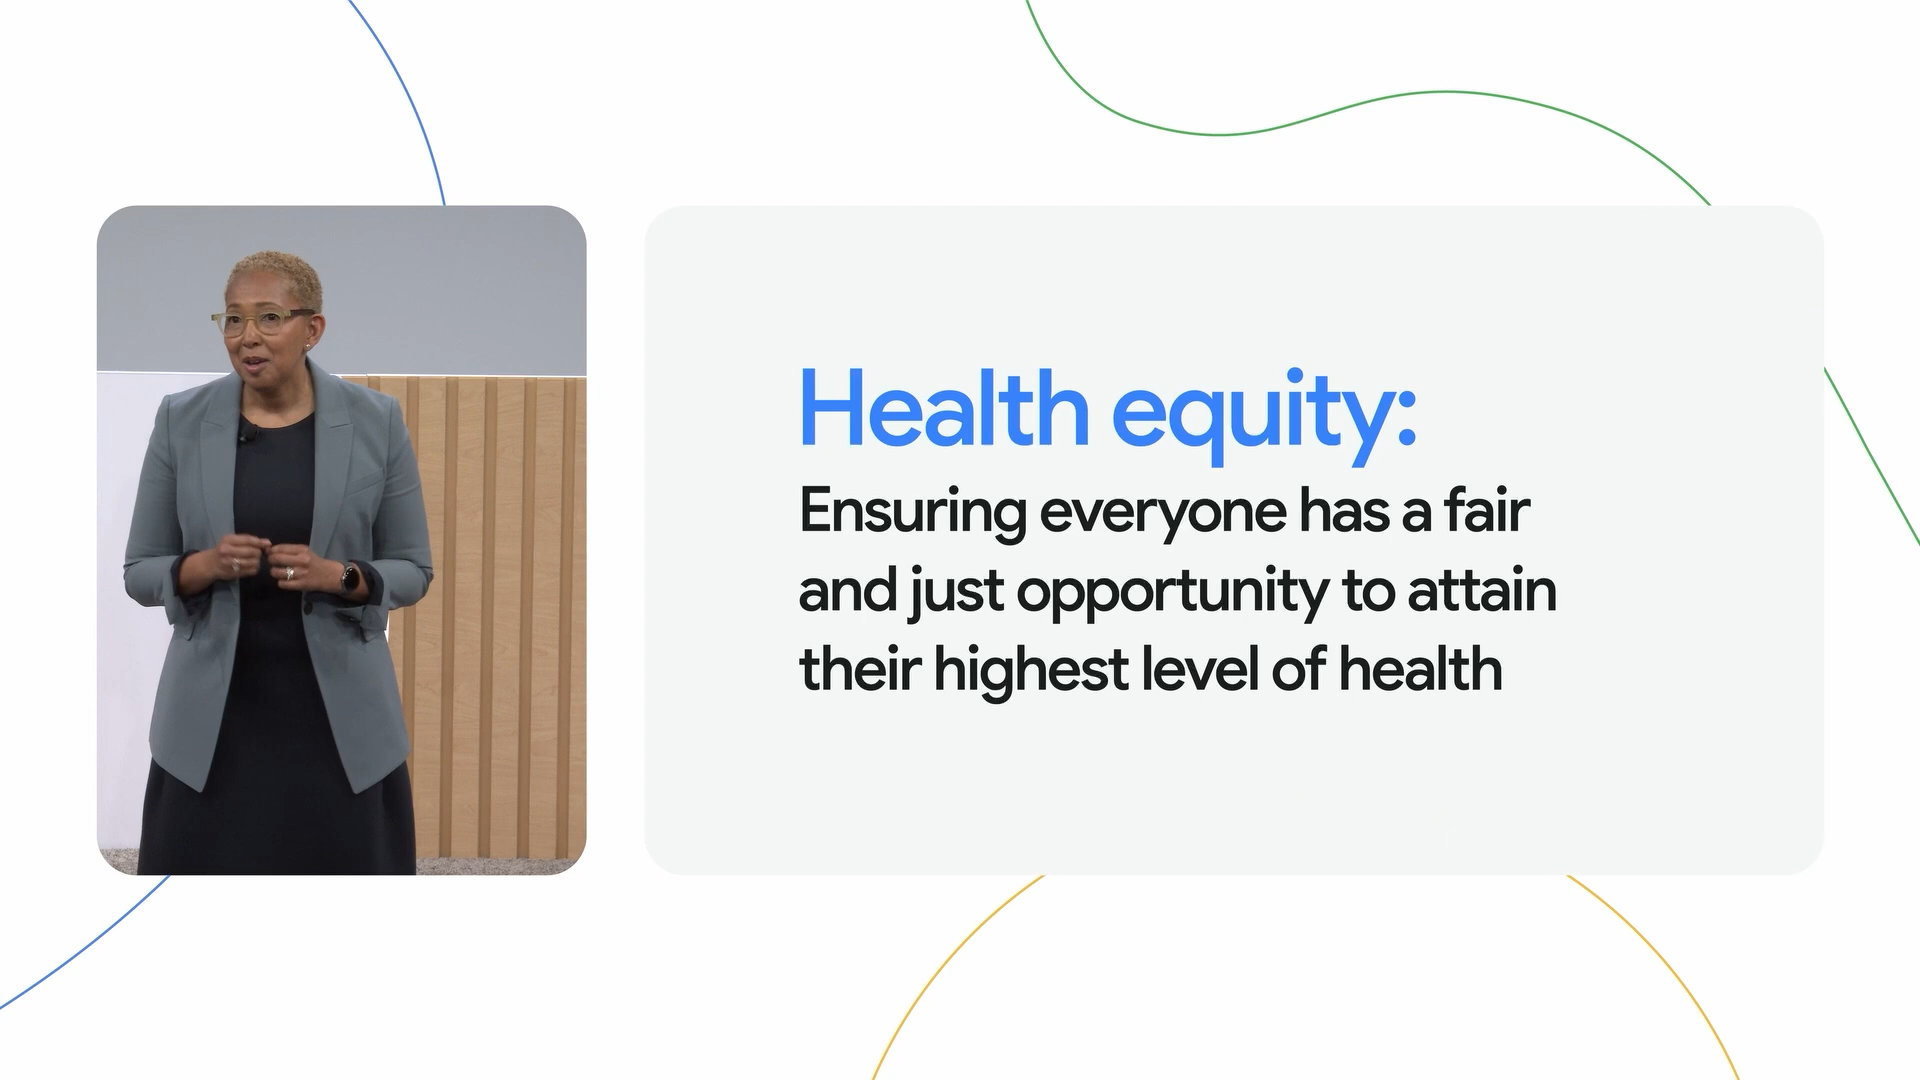 Health equity:
Ensuring everyone has a fair
and just opportunity to attain
their highest level of health